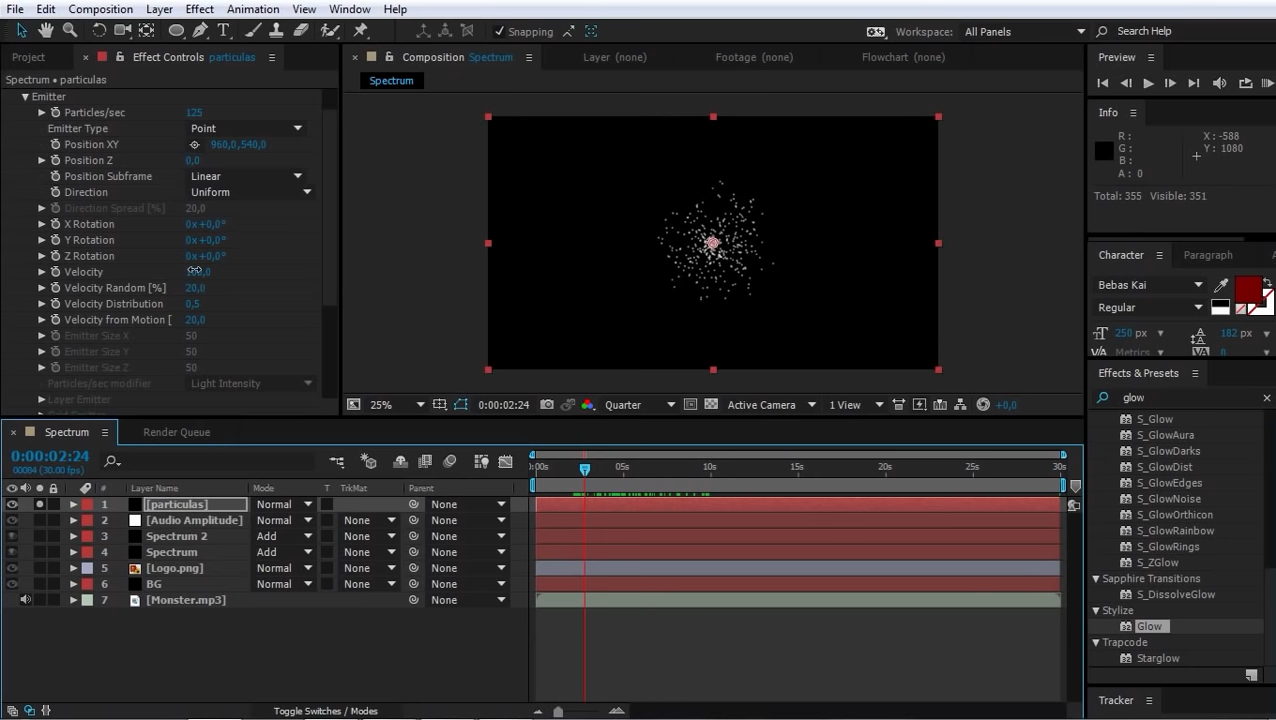 File Edit Composition Layer Effect Animation View Window Help
Snapping Workspace: All Panels Search Help
Project Effect Controls particulas Composition Spectrum Layer (none) Footage (none) Flowchart (none) Preview
Spectrum • particulas Spectrum
Emitter
Particles/sec 125
Emitter Type Point
Position XY 960,0,540,0
Position Z 0,0
Position Subframe Linear
Direction Uniform
Direction Spread [%] 20,0
X Rotation 0x+0,0°
Y Rotation 0x+0,0°
Z Rotation 0x+0,0°
Velocity
Velocity Random [%] 20,0
Velocity Distribution 0,5
Velocity from Motion [ 20,0
Emitter Size X 50
Emitter Size Y 50
Emitter Size Z 50
Particles/sec modifier Light Intensity
Layer Emitter
25% 0:00:02:24 Quarter Active Camera 1 View +0,0
Info
R : X : -588
G : Y : 1080
B :
A : 0
Total: 355 Visible: 351
Character Paragraph
Bebas Kai
Regular
250 px 182 px
Metrics 0
Effects & Presets
glow
S_Glow
S_GlowAura
S_GlowDarks
S_GlowDist
S_GlowEdges
S_GlowNoise
S_GlowOrthicon
S_GlowRainbow
S_GlowRings
S_ZGlow
Sapphire Transitions
S_DissolveGlow
Stylize
Glow
Trapcode
Starglow
Tracker
Spectrum Render Queue
0:00:02:24
00084 (30.00 fps)
:00s 05s 10s 15s 20s 25s 30s
# Layer Name Mode T TrkMat Parent
1 [particulas] Normal None
2 [Audio Amplitude] Normal None None
3 Spectrum 2 Add None None
4 Spectrum Add None None
5 [Logo.png] Normal None None
6 BG Normal None None
7 [Monster.mp3] None
Toggle Switches / Modes